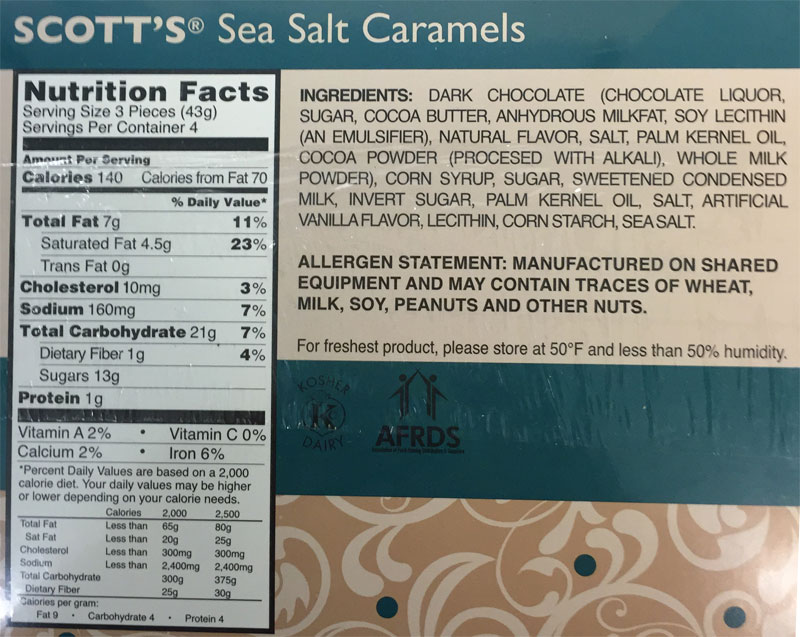 SCOTT'S® Sea Salt Caramels
Nutrition Facts
Serving Size 3 Pieces (43g)
Servings Per Container 4
Amount Per Serving
Calories 140 Calories from Fat 70
% Daily Value*
Total Fat 7g 11%
Saturated Fat 4.5g 23%
Trans Fat 0g
Cholesterol 10mg 3%
Sodium 160mg 7%
Total Carbohydrate 21g 7%
Dietary Fiber 1g 4%
Sugars 13g
Protein 1g
Vitamin A 2% • Vitamin C 0%
Calcium 2% • Iron 6%
*Percent Daily Values are based on a 2,000
calorie diet. Your daily values may be higher
or lower depending on your calorie needs.
Calories 2,000 2,500
Total Fat Less than 65g 80g
Sat Fat Less than 20g 25g
Cholesterol Less than 300mg 300mg
Sodium Less than 2,400mg 2,400mg
Total Carbohydrate 300g 375g
Dietary Fiber 25g 30g
Calories per gram:
Fat 9 • Carbohydrate 4 • Protein 4
INGREDIENTS: DARK CHOCOLATE (CHOCOLATE LIQUOR,
SUGAR, COCOA BUTTER, ANHYDROUS MILKFAT, SOY LECITHIN
(AN EMULSIFIER), NATURAL FLAVOR, SALT, PALM KERNEL OIL,
COCOA POWDER (PROCESED WITH ALKALI), WHOLE MILK
POWDER), CORN SYRUP, SUGAR, SWEETENED CONDENSED
MILK, INVERT SUGAR, PALM KERNEL OIL, SALT, ARTIFICIAL
VANILLA FLAVOR, LECITHIN, CORN STARCH, SEA SALT.
ALLERGEN STATEMENT: MANUFACTURED ON SHARED
EQUIPMENT AND MAY CONTAIN TRACES OF WHEAT,
MILK, SOY, PEANUTS AND OTHER NUTS.
For freshest product, please store at 50°F and less than 50% humidity.
KOSHER
K
DAIRY
AFRDS